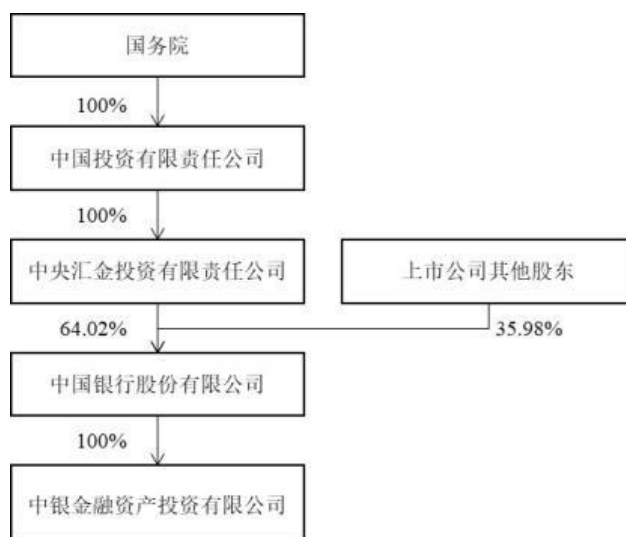 国务院
100%
中国投资有限责任公司
100%
中央汇金投资有限责任公司
上市公司其他股东
64.02%
35.98%
中国银行股份有限公司
100%
中银金融资产投资有限公司